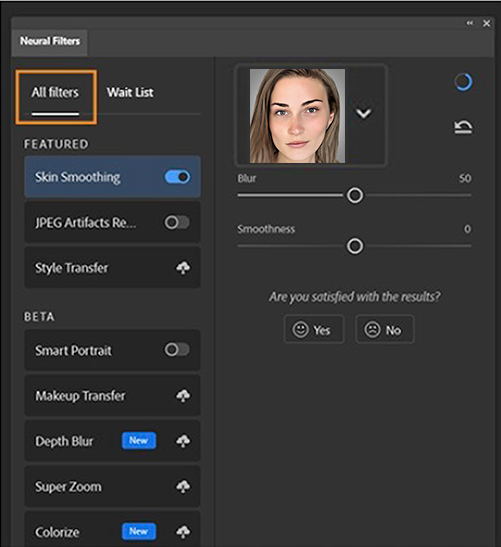 Neural Filters
All filters
Wait List
FEATURED
Skin Smoothing
JPEG Artifacts Re...
Style Transfer
BETA
Smart Portrait
Makeup Transfer
Depth Blur New
Super Zoom
Colorize New
Blur 50
Smoothness 0
Are you satisfied with the results?
Yes
No